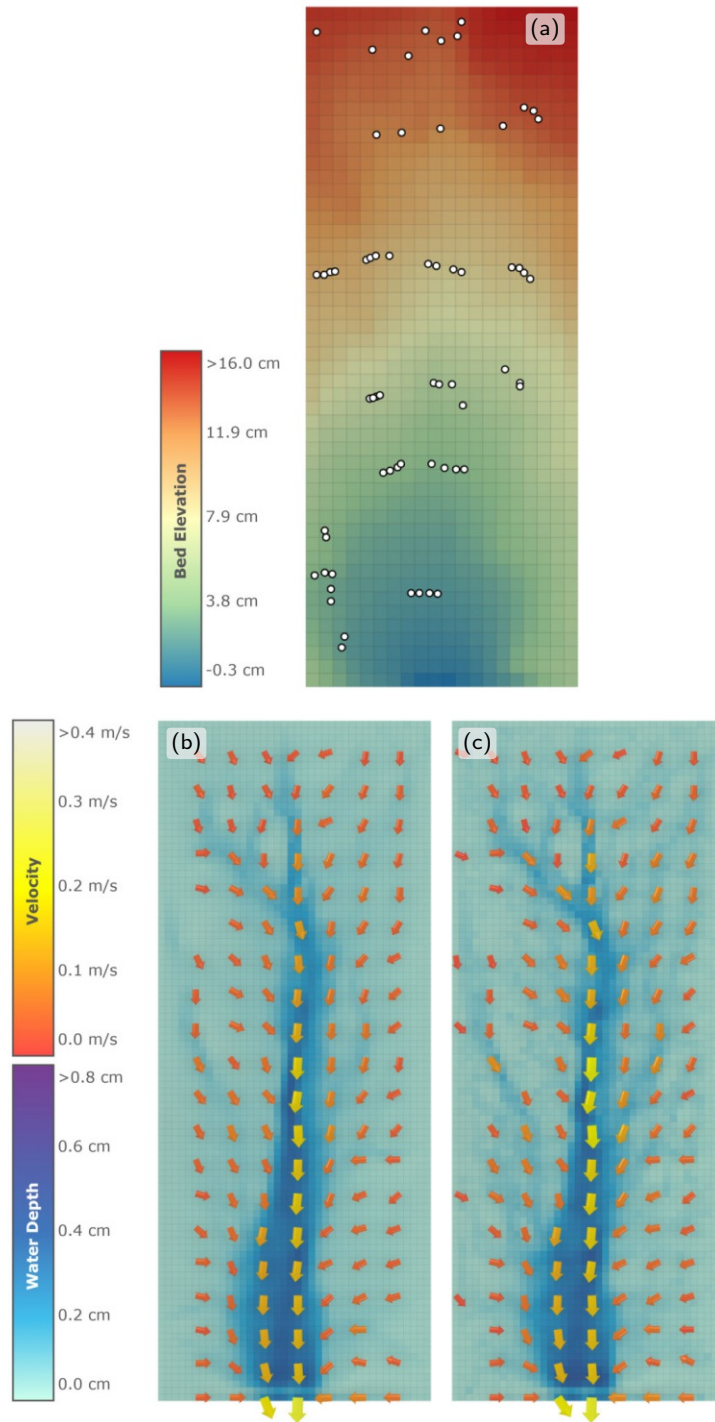 (a)
>16.0 cm
11.9 cm
7.9 cm
3.8 cm
-0.3 cm
Bed Elevation
(b)
(c)
>0.4 m/s
0.3 m/s
0.2 m/s
0.1 m/s
0.0 m/s
Velocity
>0.8 cm
0.6 cm
0.4 cm
0.2 cm
0.0 cm
Water Depth